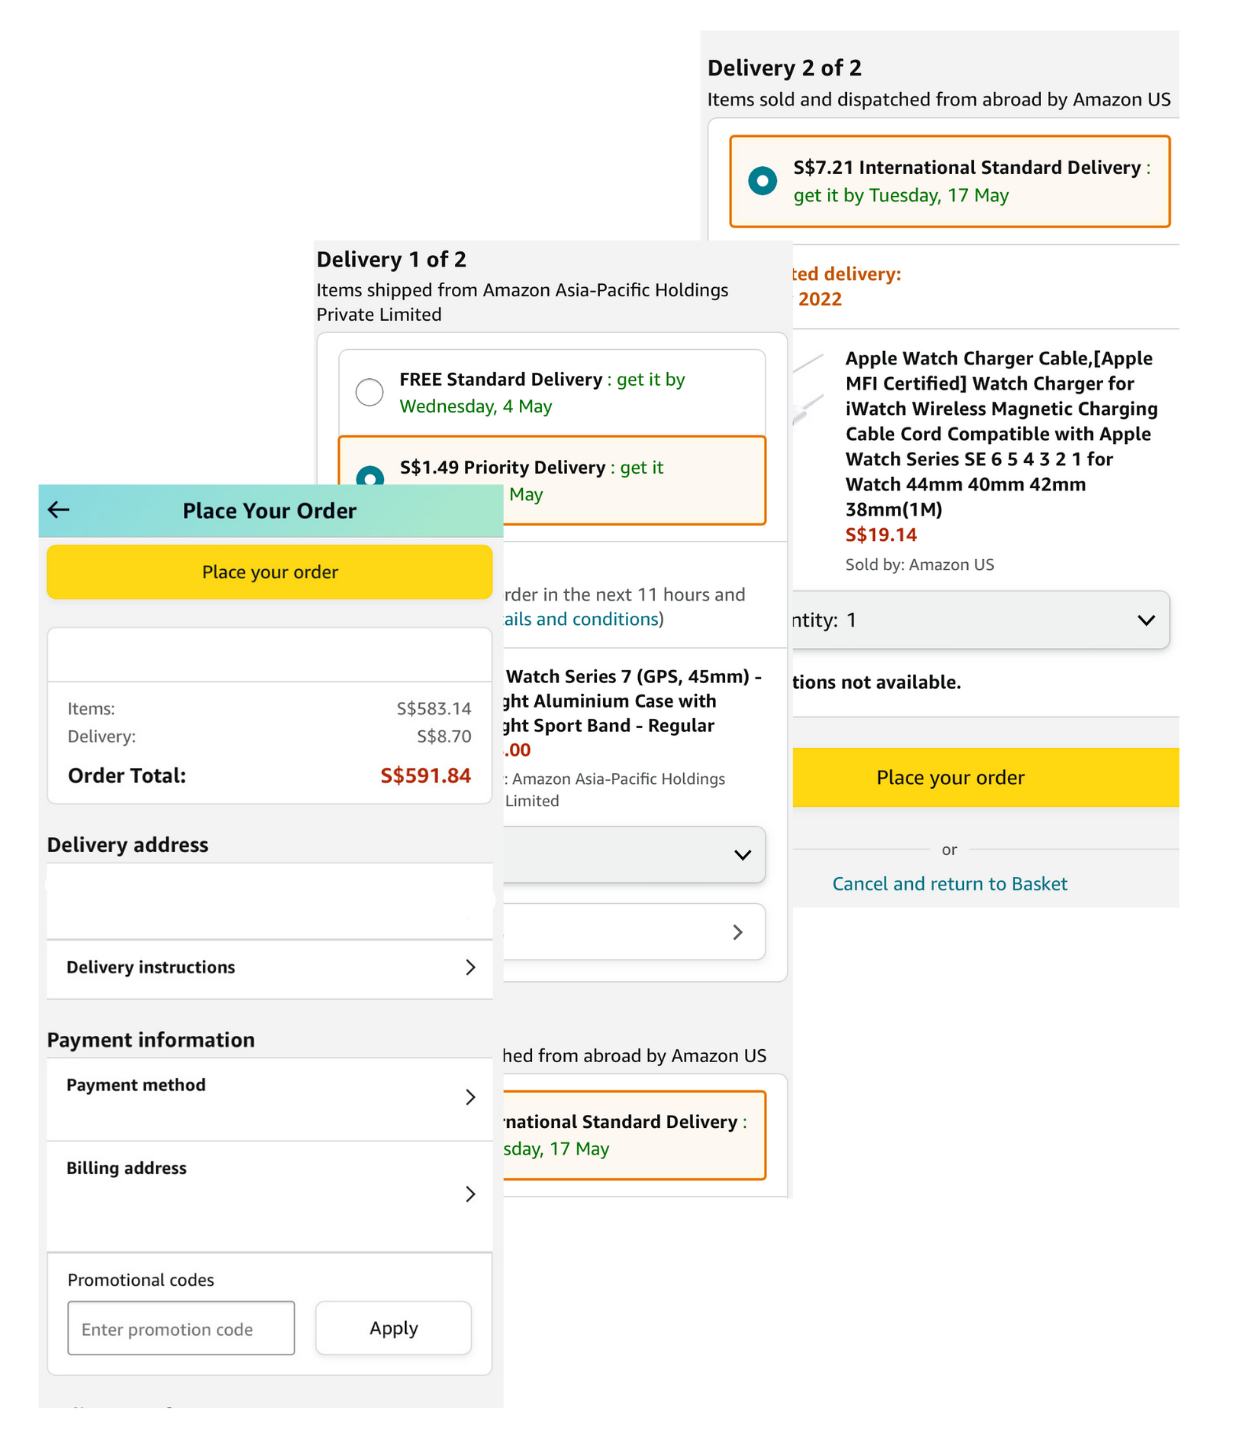 Delivery 2 of 2
Items sold and dispatched from abroad by Amazon US
S$7.21 International Standard Delivery :
get it by Tuesday, 17 May
ted delivery:
2022
Apple Watch Charger Cable,[Apple
MFI Certified] Watch Charger for
iWatch Wireless Magnetic Charging
Cable Cord Compatible with Apple
Watch Series SE 6 5 4 3 2 1 for
Watch 44mm 40mm 42mm
38mm(1M)
S$19.14
Sold by: Amazon US
ntity: 1
tions not available.
Place your order
or
Cancel and return to Basket
Delivery 1 of 2
Items shipped from Amazon Asia-Pacific Holdings
Private Limited
FREE Standard Delivery : get it by
Wednesday, 4 May
S$1.49 Priority Delivery : get it
May
rder in the next 11 hours and
ails and conditions)
Watch Series 7 (GPS, 45mm) -
ght Aluminium Case with
ght Sport Band - Regular
.00
: Amazon Asia-Pacific Holdings
Limited
hed from abroad by Amazon US
rnational Standard Delivery :
sday, 17 May
Place Your Order
Place your order
Items: S$583.14
Delivery: S$8.70
Order Total: S$591.84
Delivery address
Delivery instructions
Payment information
Payment method
Billing address
Promotional codes
Enter promotion code
Apply